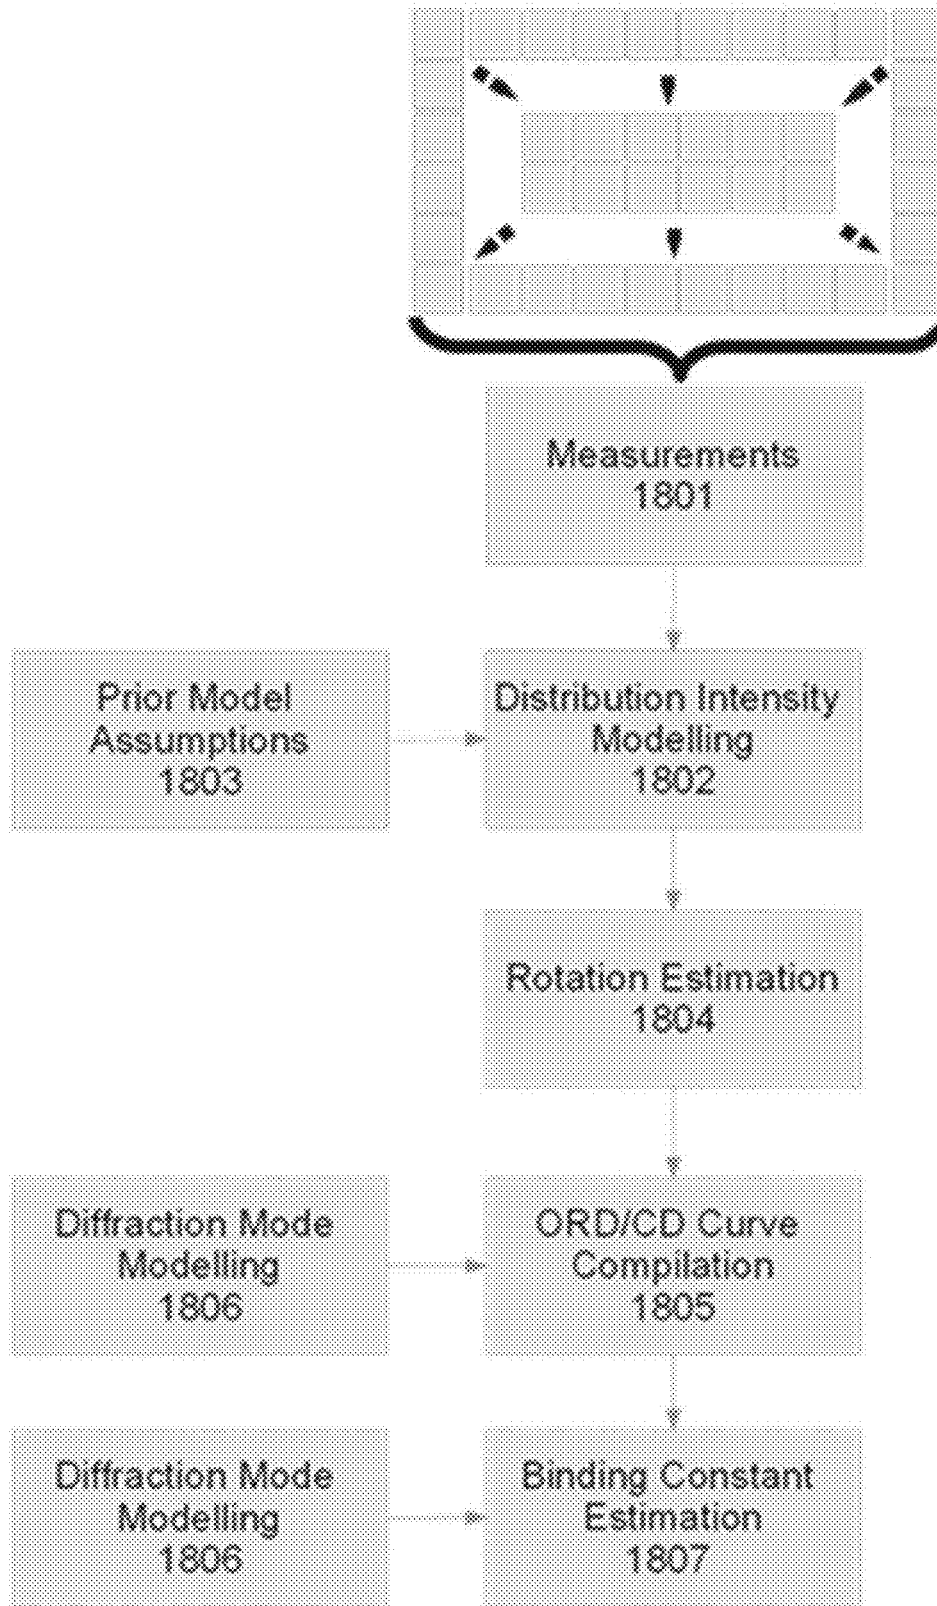 Measurements
1801
Prior Model
Assumptions
1803
Distribution Intensity
Modelling
1802
Rotation Estimation
1804
Diffraction Mode
Modelling
1806
ORD/CD Curve
Compilation
1805
Diffraction Mode
Modelling
1806
Binding Constant
Estimation
1807